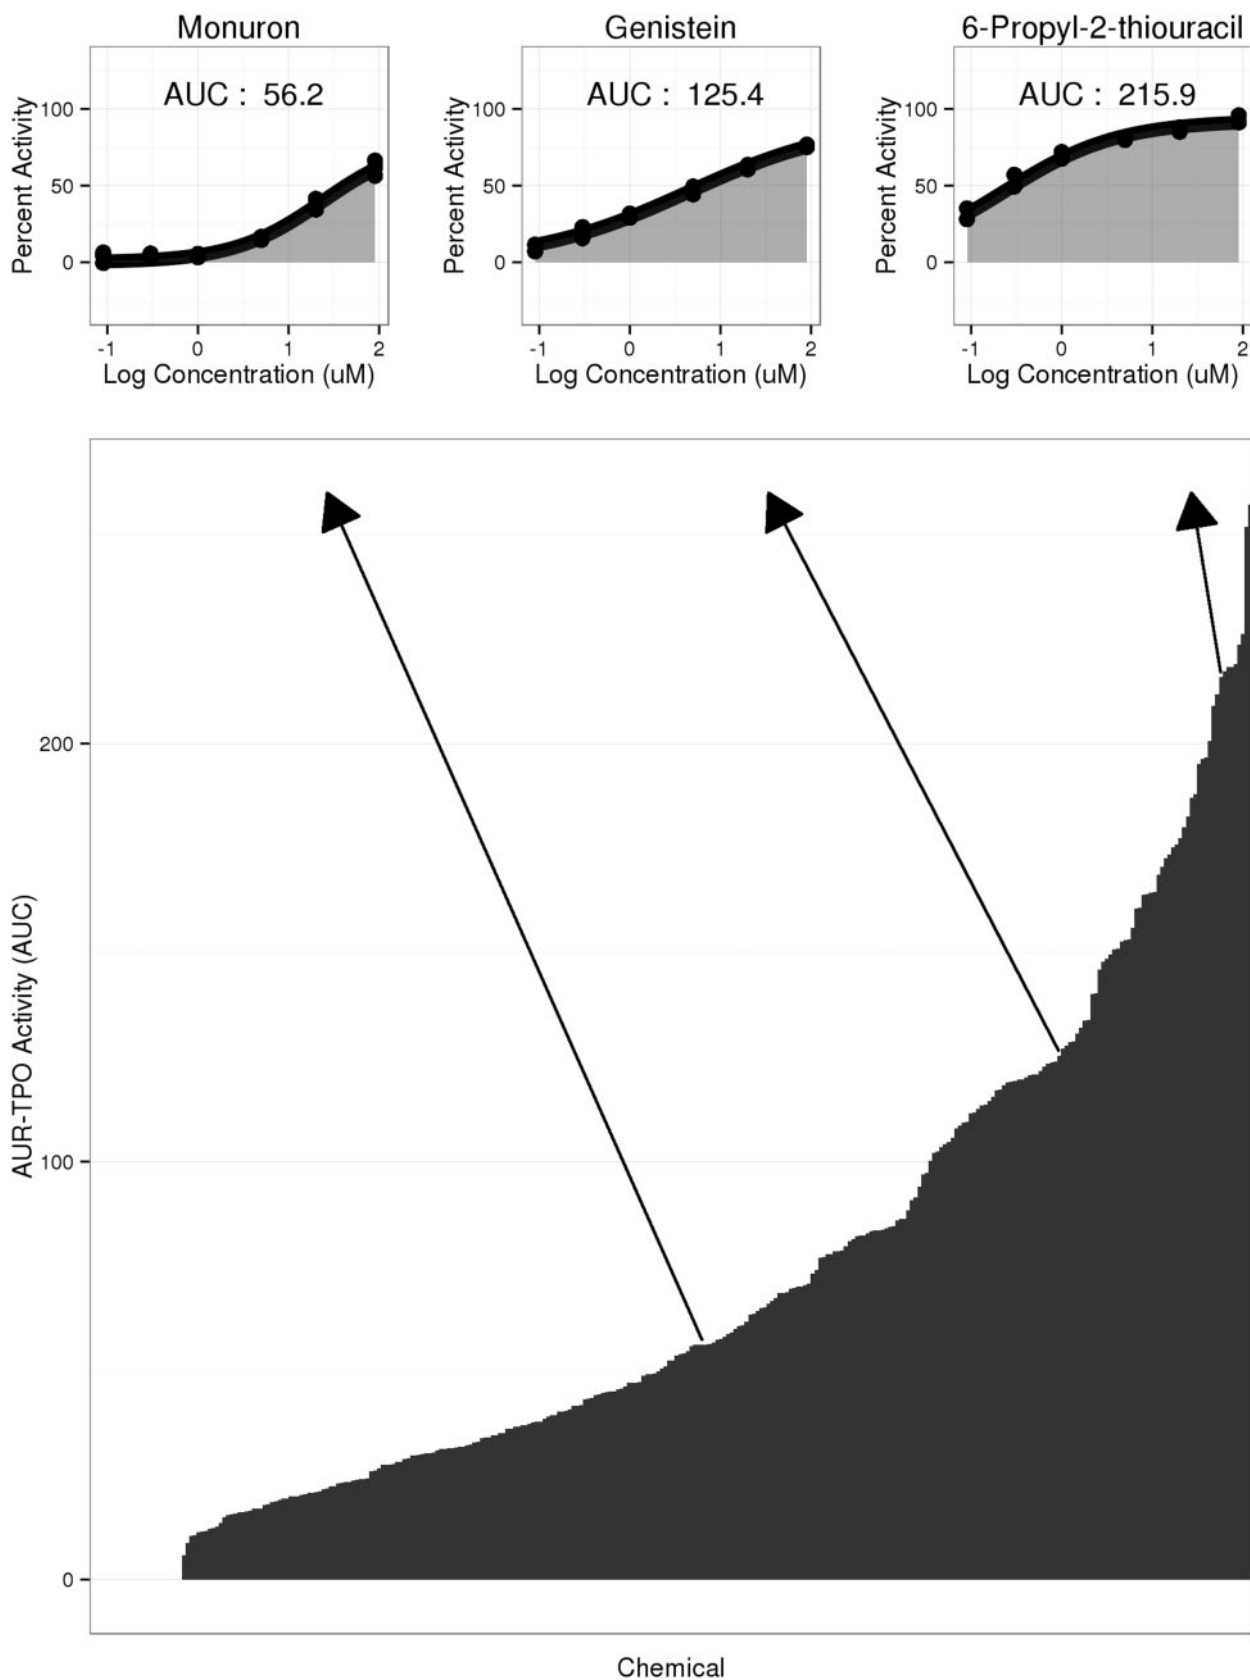 Monuron
Genistein
6-Propyl-2-thiouracil
AUC : 56.2
AUC : 125.4
AUC : 215.9
Percent Activity
100
50
0
Percent Activity
100
50
0
Percent Activity
100
50
0
-1 0 1 2
-1 0 1 2
-1 0 1 2
Log Concentration (uM)
Log Concentration (uM)
Log Concentration (uM)
AUR-TPO Activity (AUC)
200
100
0
Chemical